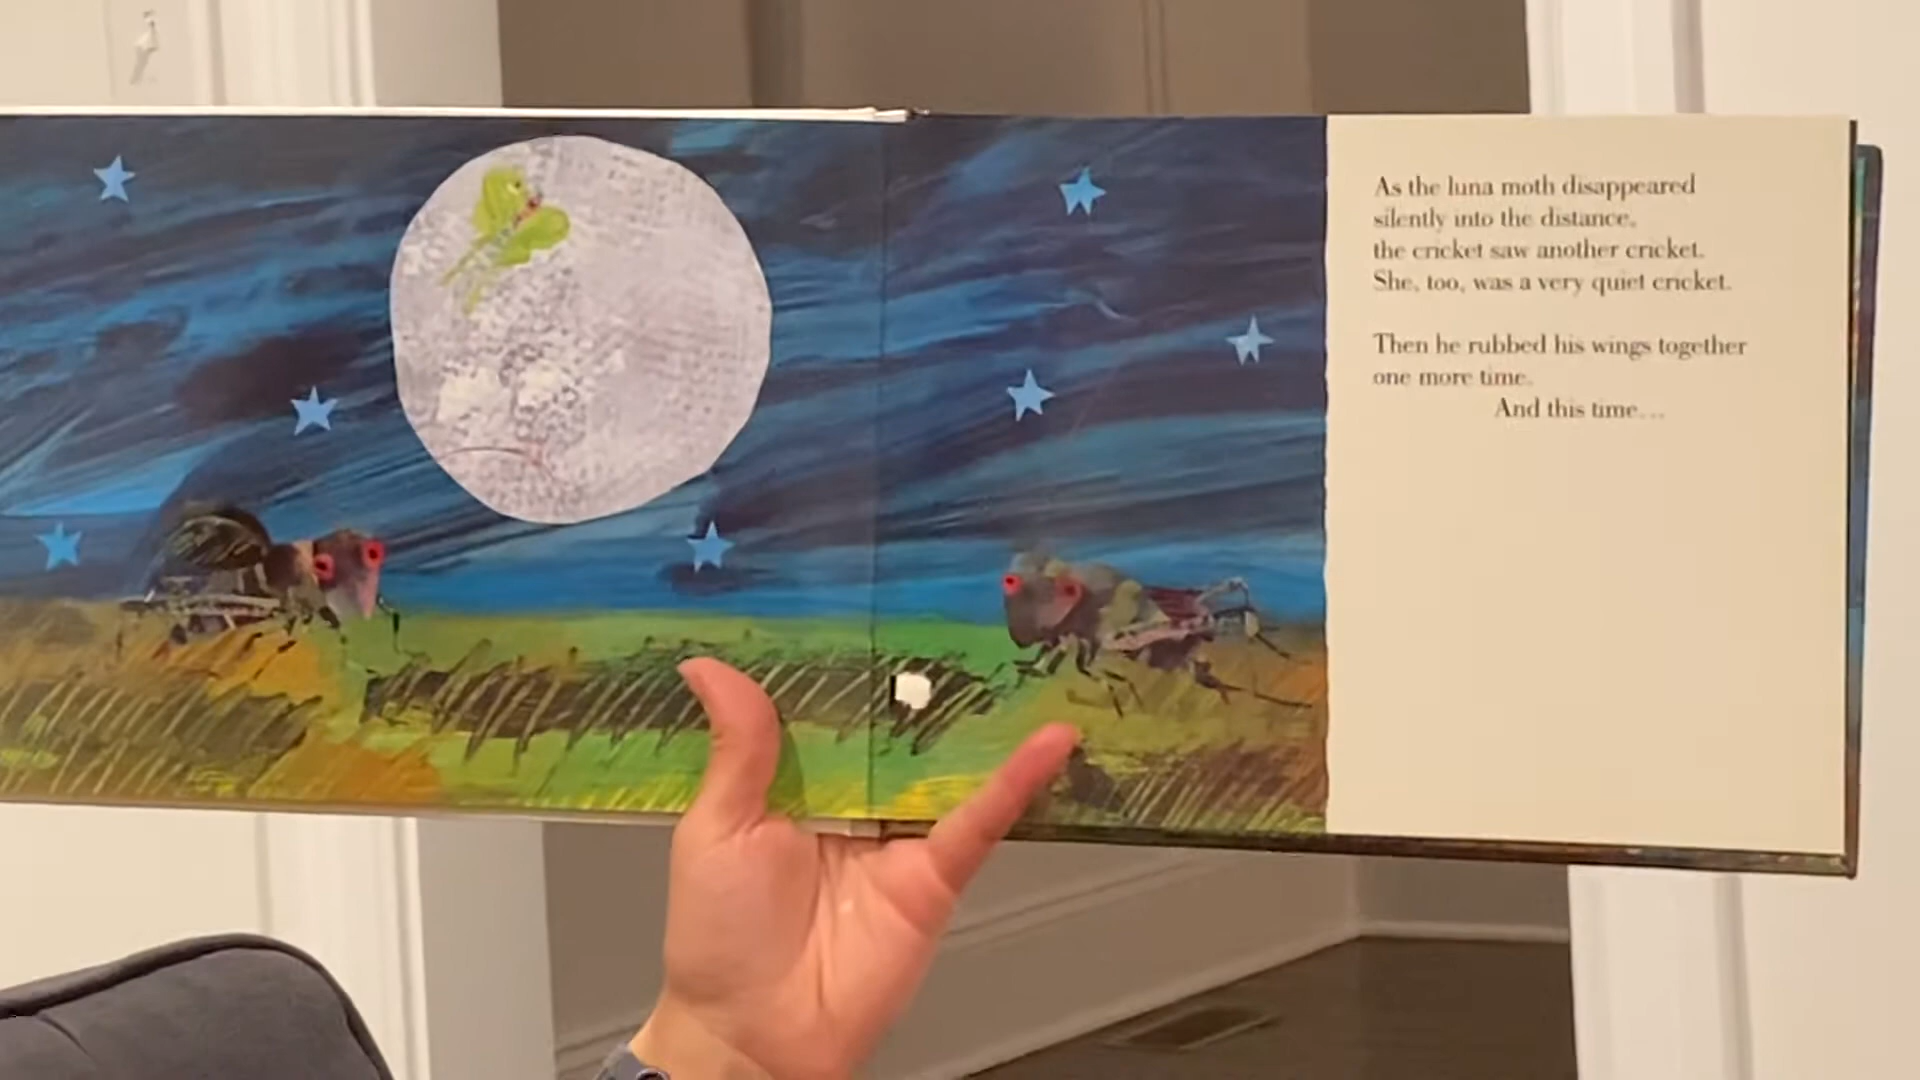 As the luna moth disappeared
silently into the distance,
the cricket saw another cricket.
She, too, was a very quiet cricket.
Then he rubbed his wings together
one more time.
And this time...